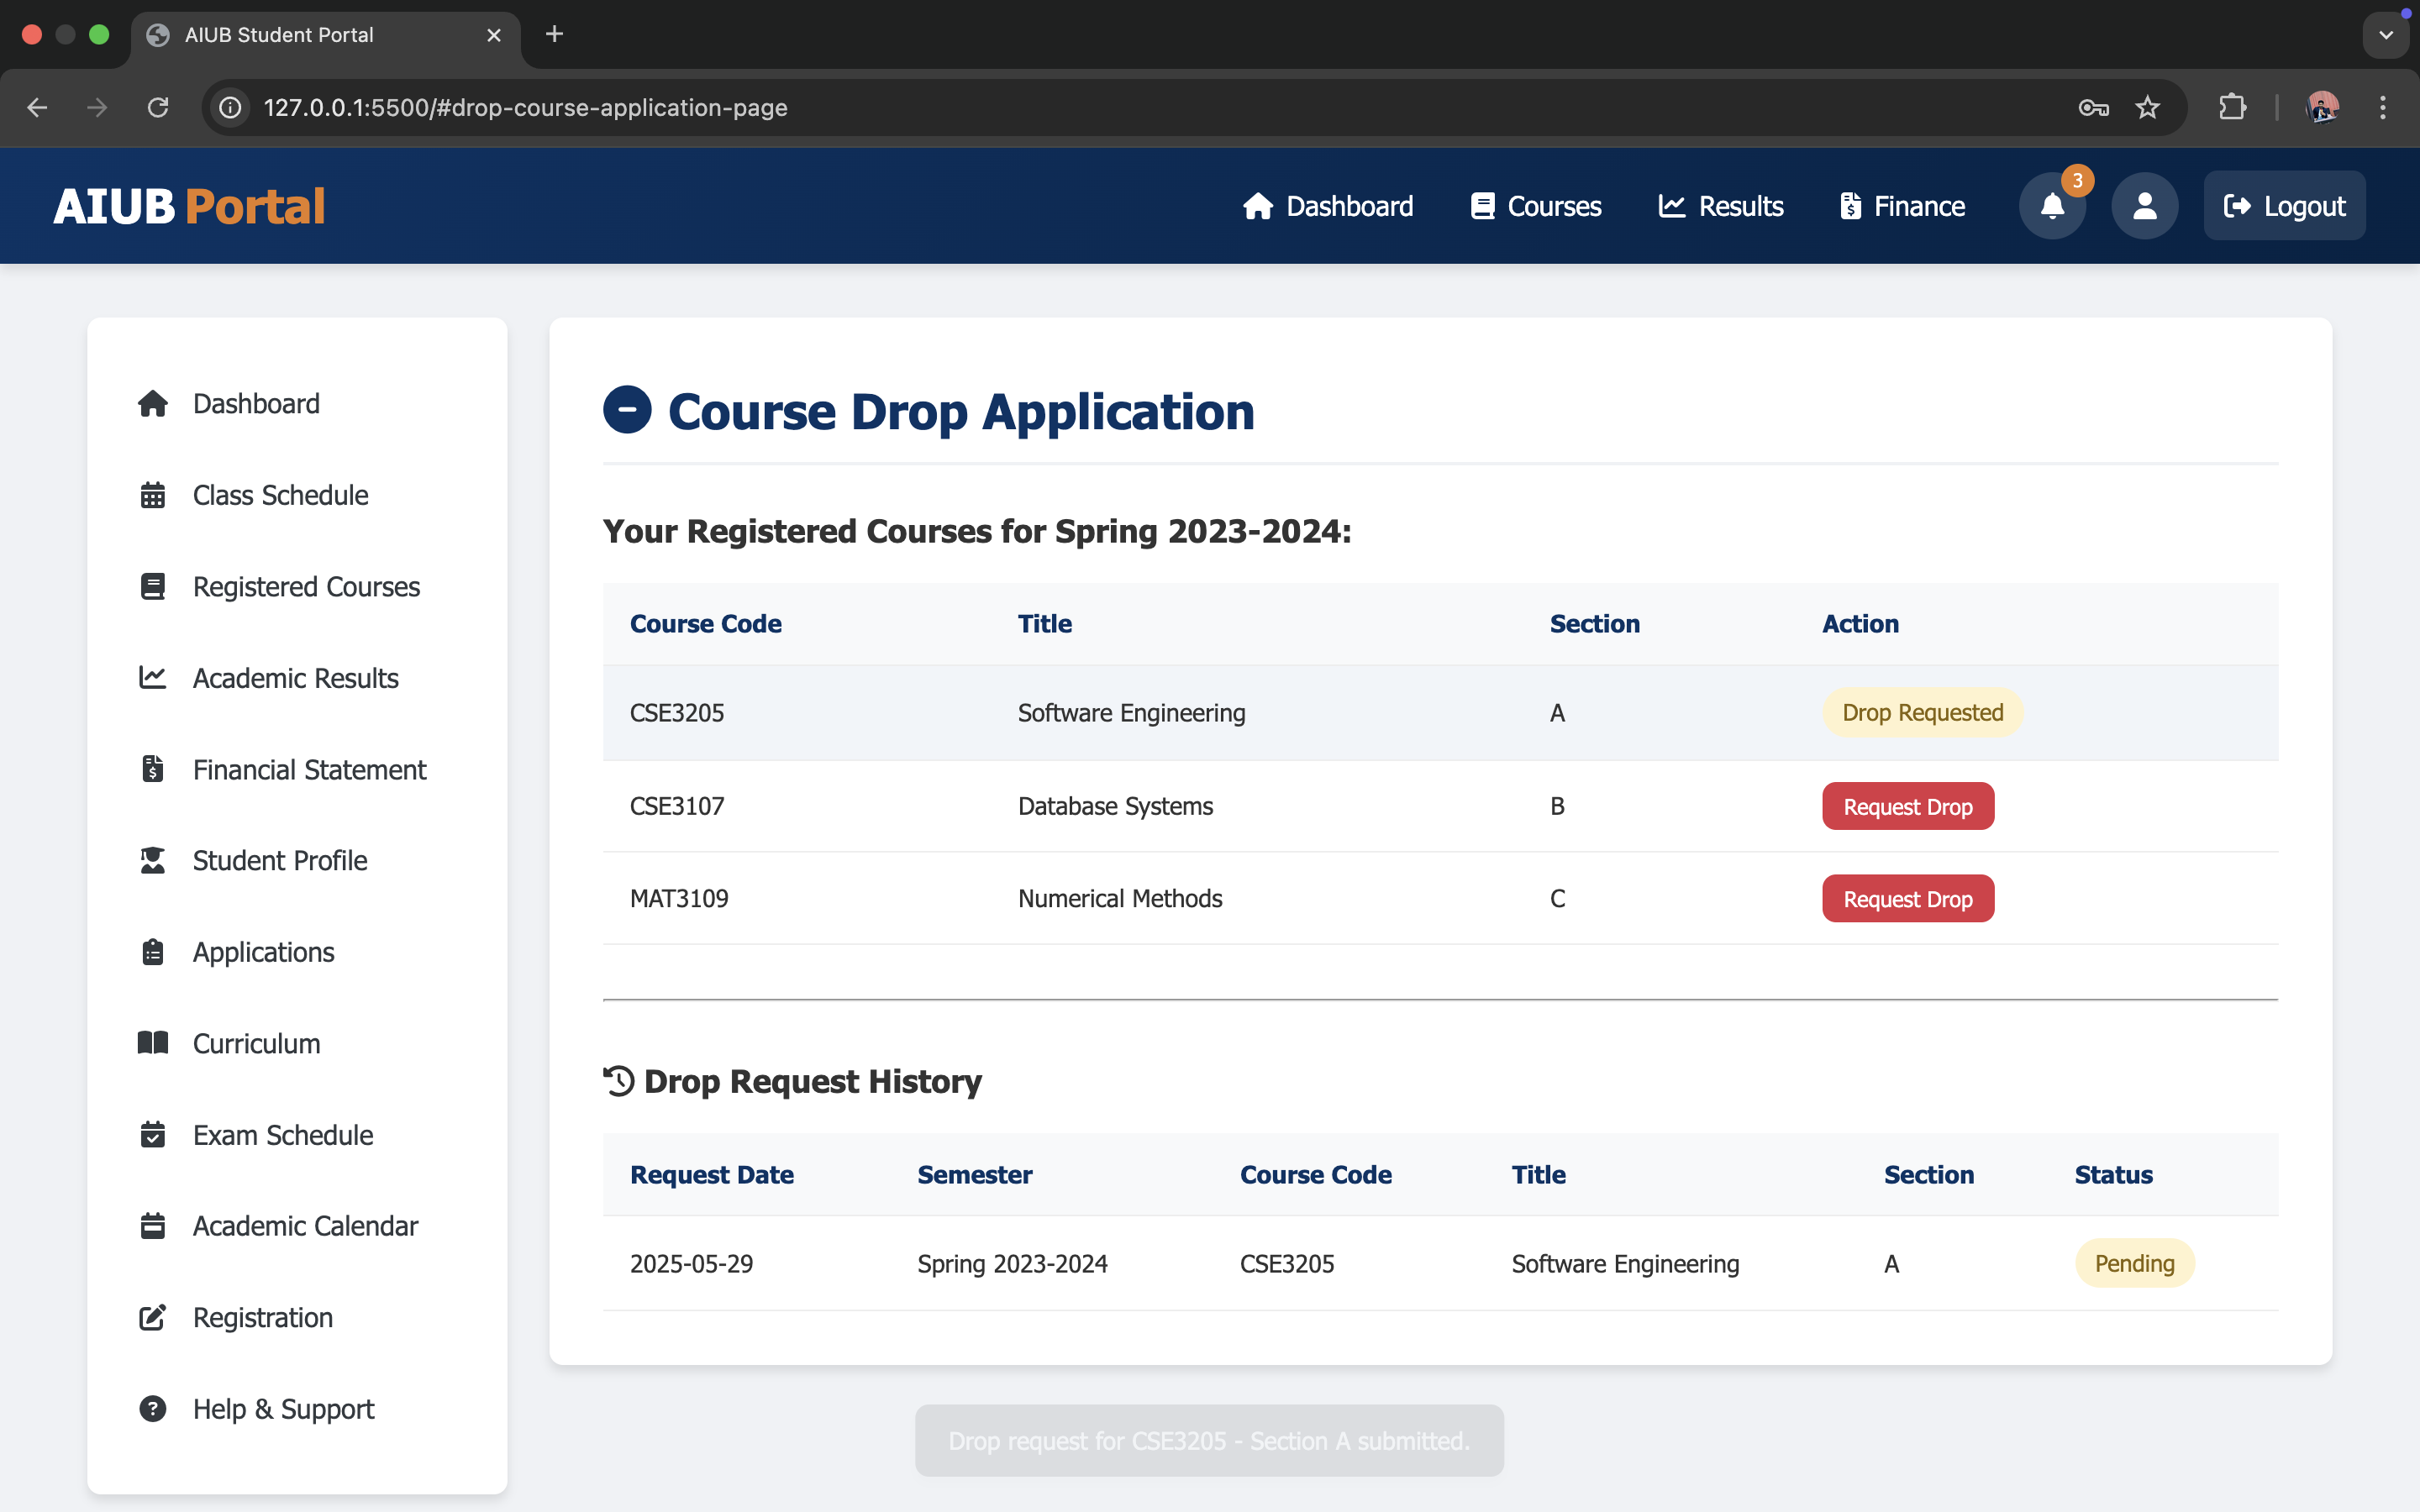 AIUB Student Portal
127.0.0.1:5500/#drop-course-application-page
AIUB Portal
Dashboard
Courses
Results
Finance
3
Logout
Dashboard
Class Schedule
Registered Courses
Academic Results
Financial Statement
Student Profile
Applications
Curriculum
Exam Schedule
Academic Calendar
Registration
Help & Support
Course Drop Application
Your Registered Courses for Spring 2023-2024:
Course Code Title Section Action
CSE3205 Software Engineering A Drop Requested
CSE3107 Database Systems B Request Drop
MAT3109 Numerical Methods C Request Drop
Drop Request History
Request Date Semester Course Code Title Section Status
2025-05-29 Spring 2023-2024 CSE3205 Software Engineering A Pending
Drop request for CSE3205 - Section A submitted.